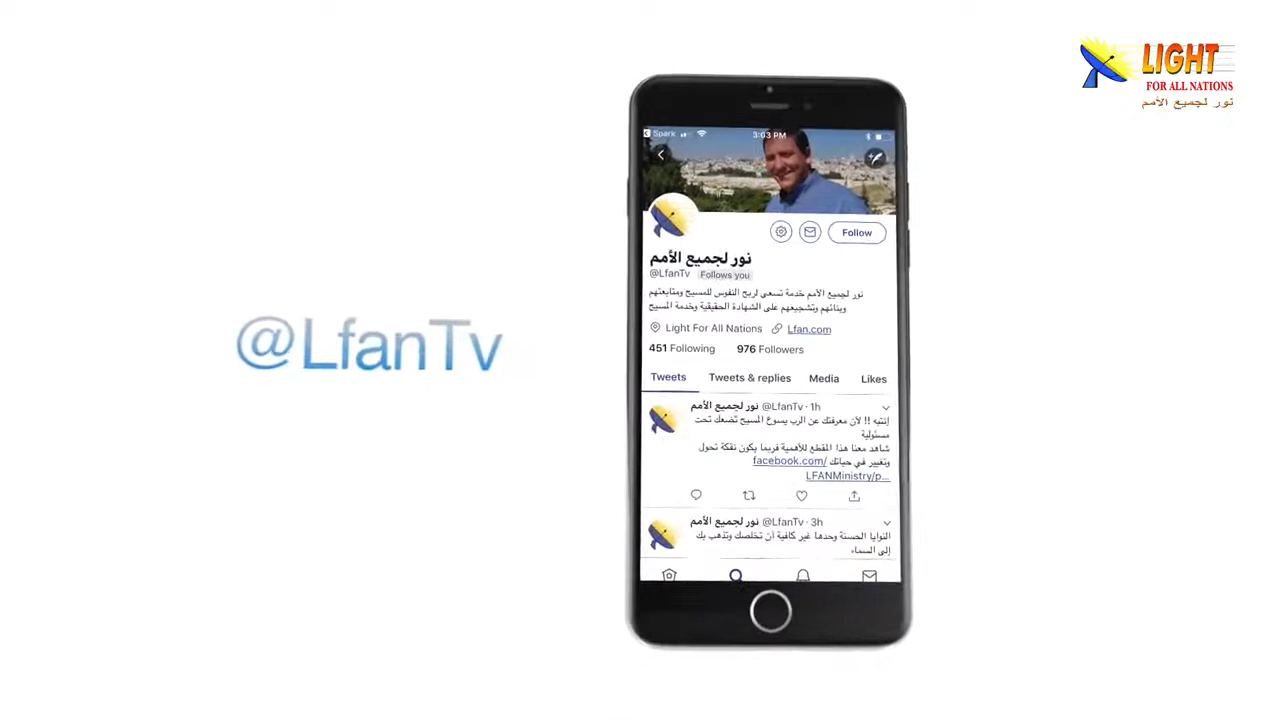 LIGHT
FOR ALL NATIONS
نور لجميع الأمم
@LfanTv
Spark
3:03 PM
Follow
نور لجميع الأمم
@LfanTv Follows you
نور لجميع الأمم خدمة تسعى لربح النفوس للمسيح ومتابعتهم
وبنائهم وتشجيعهم على الشهادة الحقيقية وخدمة المسيح
Light For All Nations Lfan.com
451 Following 976 Followers
Tweets Tweets & replies Media Likes
نور لجميع الأمم @LfanTv · 1h
إنتبه !! لأن معرفتك عن الرب يسوع المسيح تضعك تحت
مسئولية
شاهد معنا هذا المقطع للأهمية فربما يكون نقكة تحول
وتغيير في حياتك facebook.com/
LFANMinistry/p...
نور لجميع الأمم @LfanTv · 3h
النوايا الحسنة وحدها غير كافية أن تخلصك وتذهب بك
إلى السماء